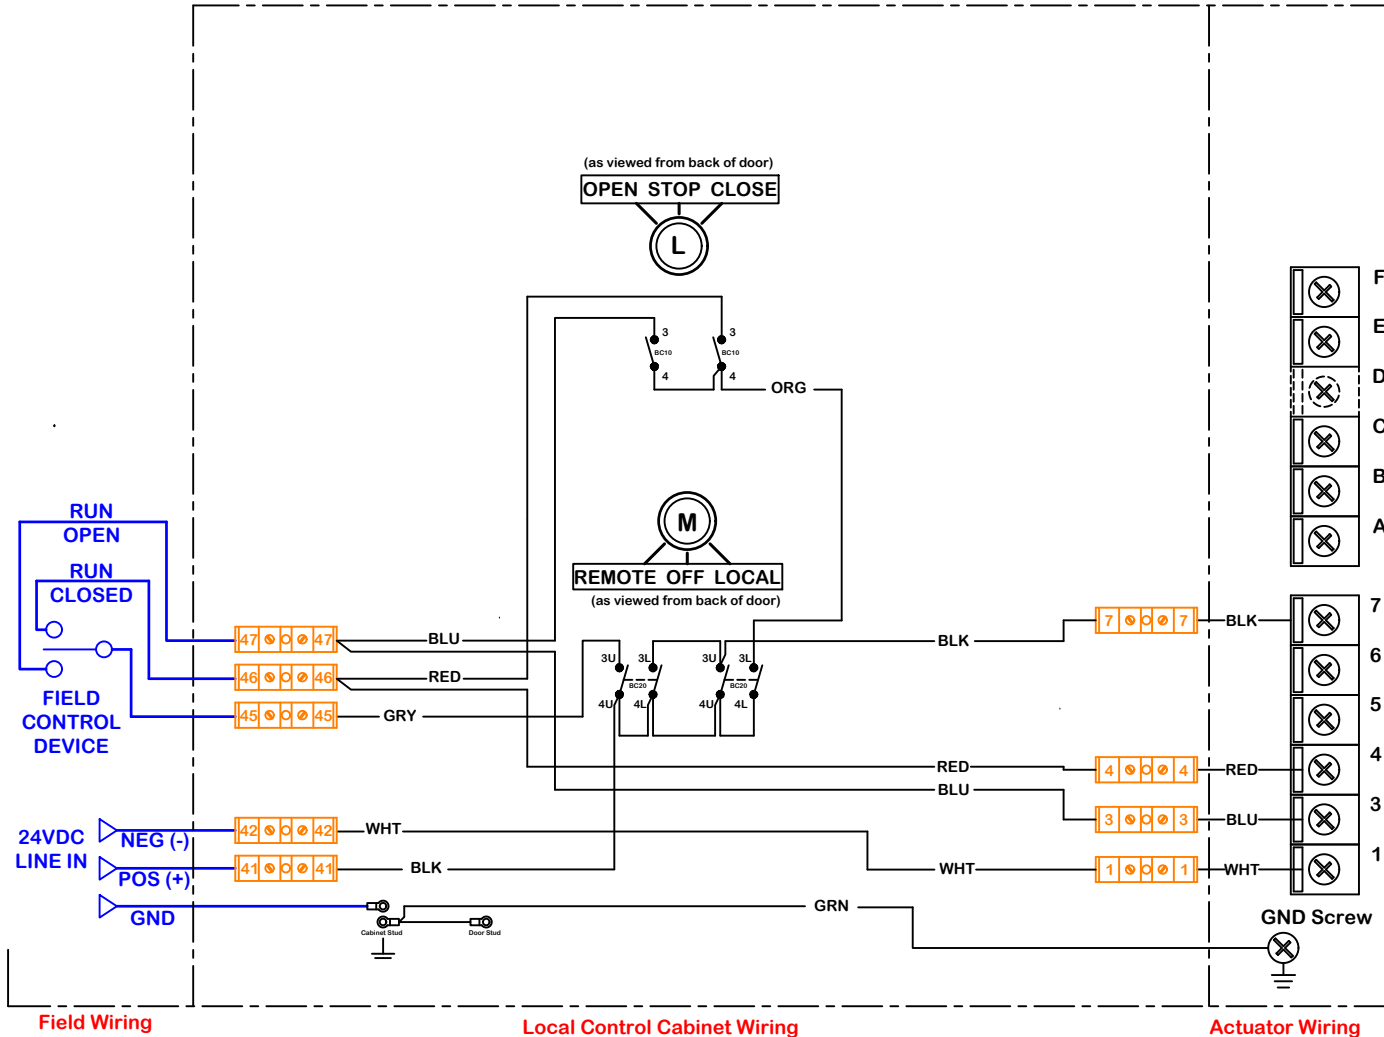 (as viewed from back of door)
OPEN STOP CLOSE
L
3
BC10
4
3
BC10
4
ORG
M
REMOTE OFF LOCAL
(as viewed from back of door)
RUN
OPEN
RUN
CLOSED
FIELD
CONTROL
DEVICE
47 47
BLU
46 46
RED
45 45
GRY
3U 3L 3U 3L
BC20 BC20
4U 4L 4U 4L
BLK
7 7
BLK
RED
4 4
RED
BLU
3 3
BLU
24VDC
LINE IN
NEG (-)
42 42
WHT
POS (+)
41 41
BLK
WHT
1 1
WHT
GND
GRN
Cabinet Stud
Door Stud
F
E
D
C
B
A
7
6
5
4
3
1
GND Screw
Field Wiring
Local Control Cabinet Wiring
Actuator Wiring